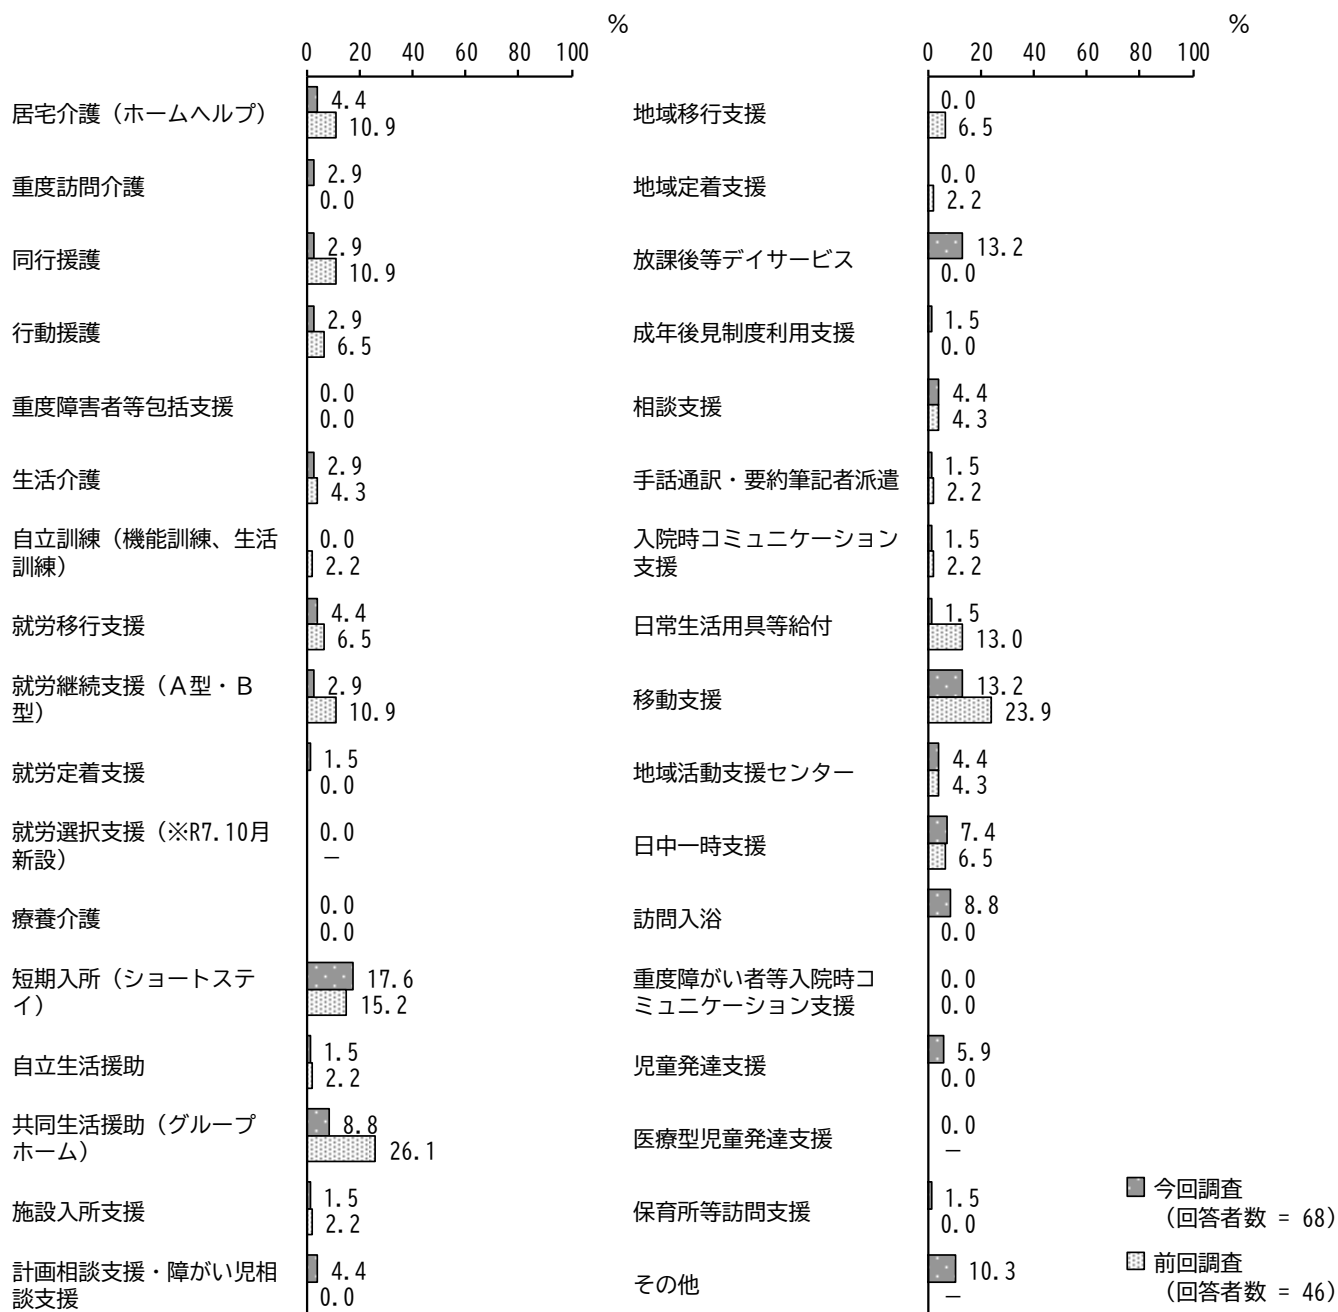 %
0 20 40 60 80 100
居宅介護（ホームヘルプ）
4.4
10.9
重度訪問介護
2.9
0.0
同行援護
2.9
10.9
行動援護
2.9
6.5
重度障害者等包括支援
0.0
0.0
生活介護
2.9
4.3
自立訓練（機能訓練、生活
訓練）
0.0
2.2
就労移行支援
4.4
6.5
就労継続支援（Ａ型・Ｂ
型）
2.9
10.9
就労定着支援
1.5
0.0
就労選択支援（※R7.10月
新設）
0.0
－
療養介護
0.0
0.0
短期入所（ショートステ
イ）
17.6
15.2
自立生活援助
1.5
2.2
共同生活援助（グループ
ホーム）
8.8
26.1
施設入所支援
1.5
2.2
計画相談支援・障がい児相
談支援
4.4
0.0
%
0 20 40 60 80 100
地域移行支援
0.0
6.5
地域定着支援
0.0
2.2
放課後等デイサービス
13.2
0.0
成年後見制度利用支援
1.5
0.0
相談支援
4.4
4.3
手話通訳・要約筆記者派遣
1.5
2.2
入院時コミュニケーション
支援
1.5
2.2
日常生活用具等給付
1.5
13.0
移動支援
13.2
23.9
地域活動支援センター
4.4
4.3
日中一時支援
7.4
6.5
訪問入浴
8.8
0.0
重度障がい者等入院時コ
ミュニケーション支援
0.0
0.0
児童発達支援
5.9
0.0
医療型児童発達支援
0.0
－
保育所等訪問支援
1.5
0.0
その他
10.3
－
今回調査
（回答者数 = 68）
前回調査
（回答者数 = 46）